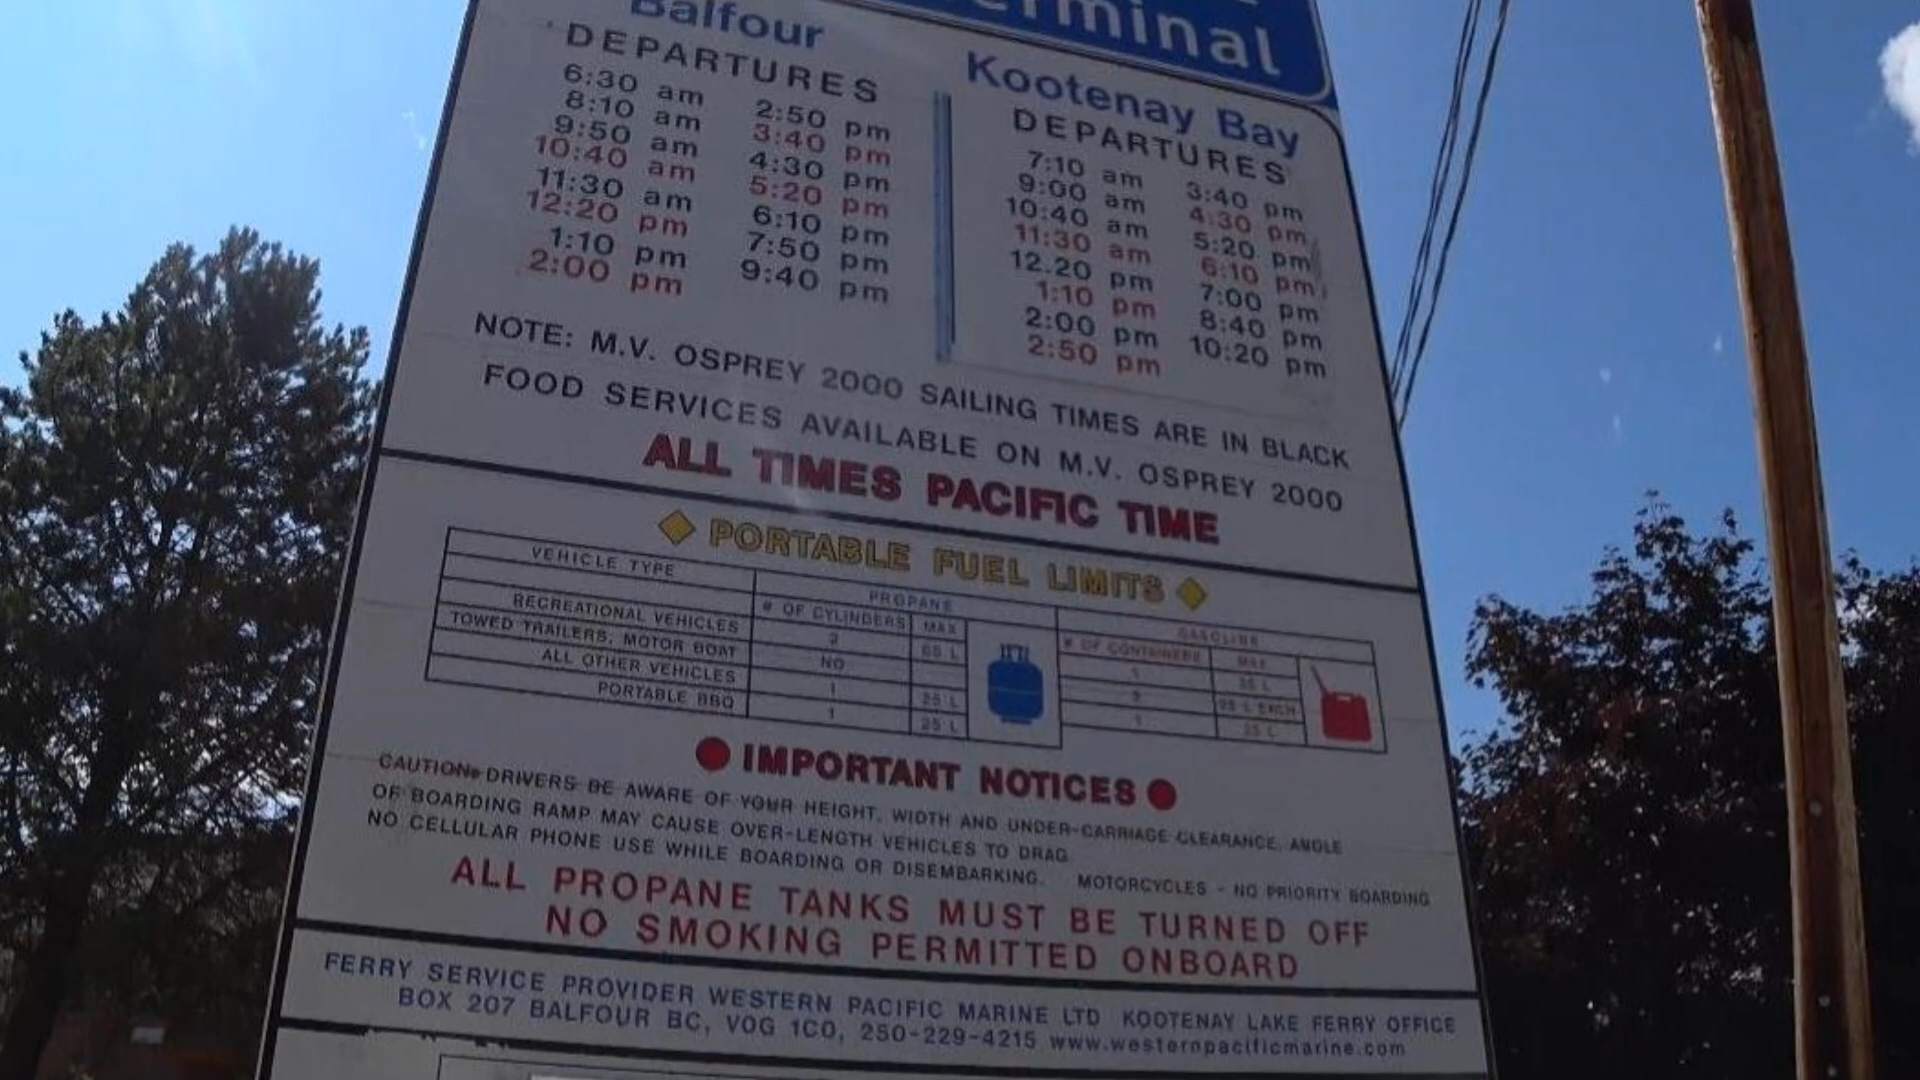 Terminal
Balfour
DEPARTURES
6:30 am 2:50 pm
8:10 am 3:40 pm
9:50 am 4:30 pm
10:40 am 5:20 pm
11:30 am 6:10 pm
12:20 pm 7:50 pm
1:10 pm 9:40 pm
2:00 pm
Kootenay Bay
DEPARTURES
7:10 am 3:40 pm
9:00 am 4:30 pm
10:40 am 5:20 pm
11:30 am 6:10 pm
12.20 pm 7:00 pm
1:10 pm 8:40 pm
2:00 pm 10:20 pm
2:50 pm
NOTE: M.V. OSPREY 2000 SAILING TIMES ARE IN BLACK
FOOD SERVICES AVAILABLE ON M.V. OSPREY 2000
ALL TIMES PACIFIC TIME
PORTABLE FUEL LIMITS
VEHICLE TYPE PROPANE GASOLINE
# OF CYLINDERS MAX # OF CONTAINERS MAX
RECREATIONAL VEHICLES 65 L 1
TOWED TRAILERS, MOTOR BOAT NO
ALL OTHER VEHICLES 1 25 L 1 25 L
PORTABLE BBQ 1 25 L
IMPORTANT NOTICES
CAUTION: DRIVERS BE AWARE OF YOUR HEIGHT, WIDTH AND UNDER-CARRIAGE CLEARANCE, ANGLE
OF BOARDING RAMP MAY CAUSE OVER-LENGTH VEHICLES TO DRAG
NO CELLULAR PHONE USE WHILE BOARDING OR DISEMBARKING. MOTORCYCLES - NO PRIORITY BOARDING
ALL PROPANE TANKS MUST BE TURNED OFF
NO SMOKING PERMITTED ONBOARD
FERRY SERVICE PROVIDER WESTERN PACIFIC MARINE LTD KOOTENAY LAKE FERRY OFFICE
BOX 207 BALFOUR BC, V0G 1C0, 250-229-4215 www.westernpacificmarine.com